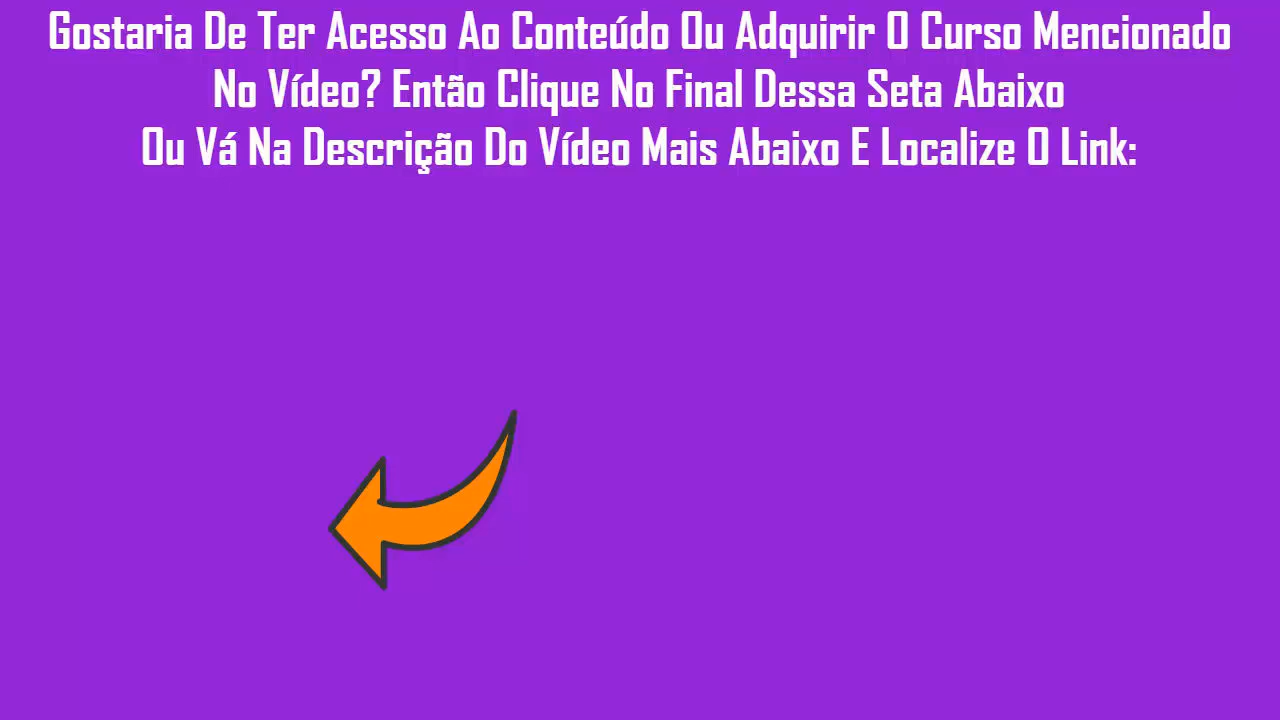 Gostaria De Ter Acesso Ao Conteúdo Ou Adquirir O Curso Mencionado
No Vídeo? Então Clique No Final Dessa Seta Abaixo
Ou Vá Na Descrição Do Vídeo Mais Abaixo E Localize O Link: